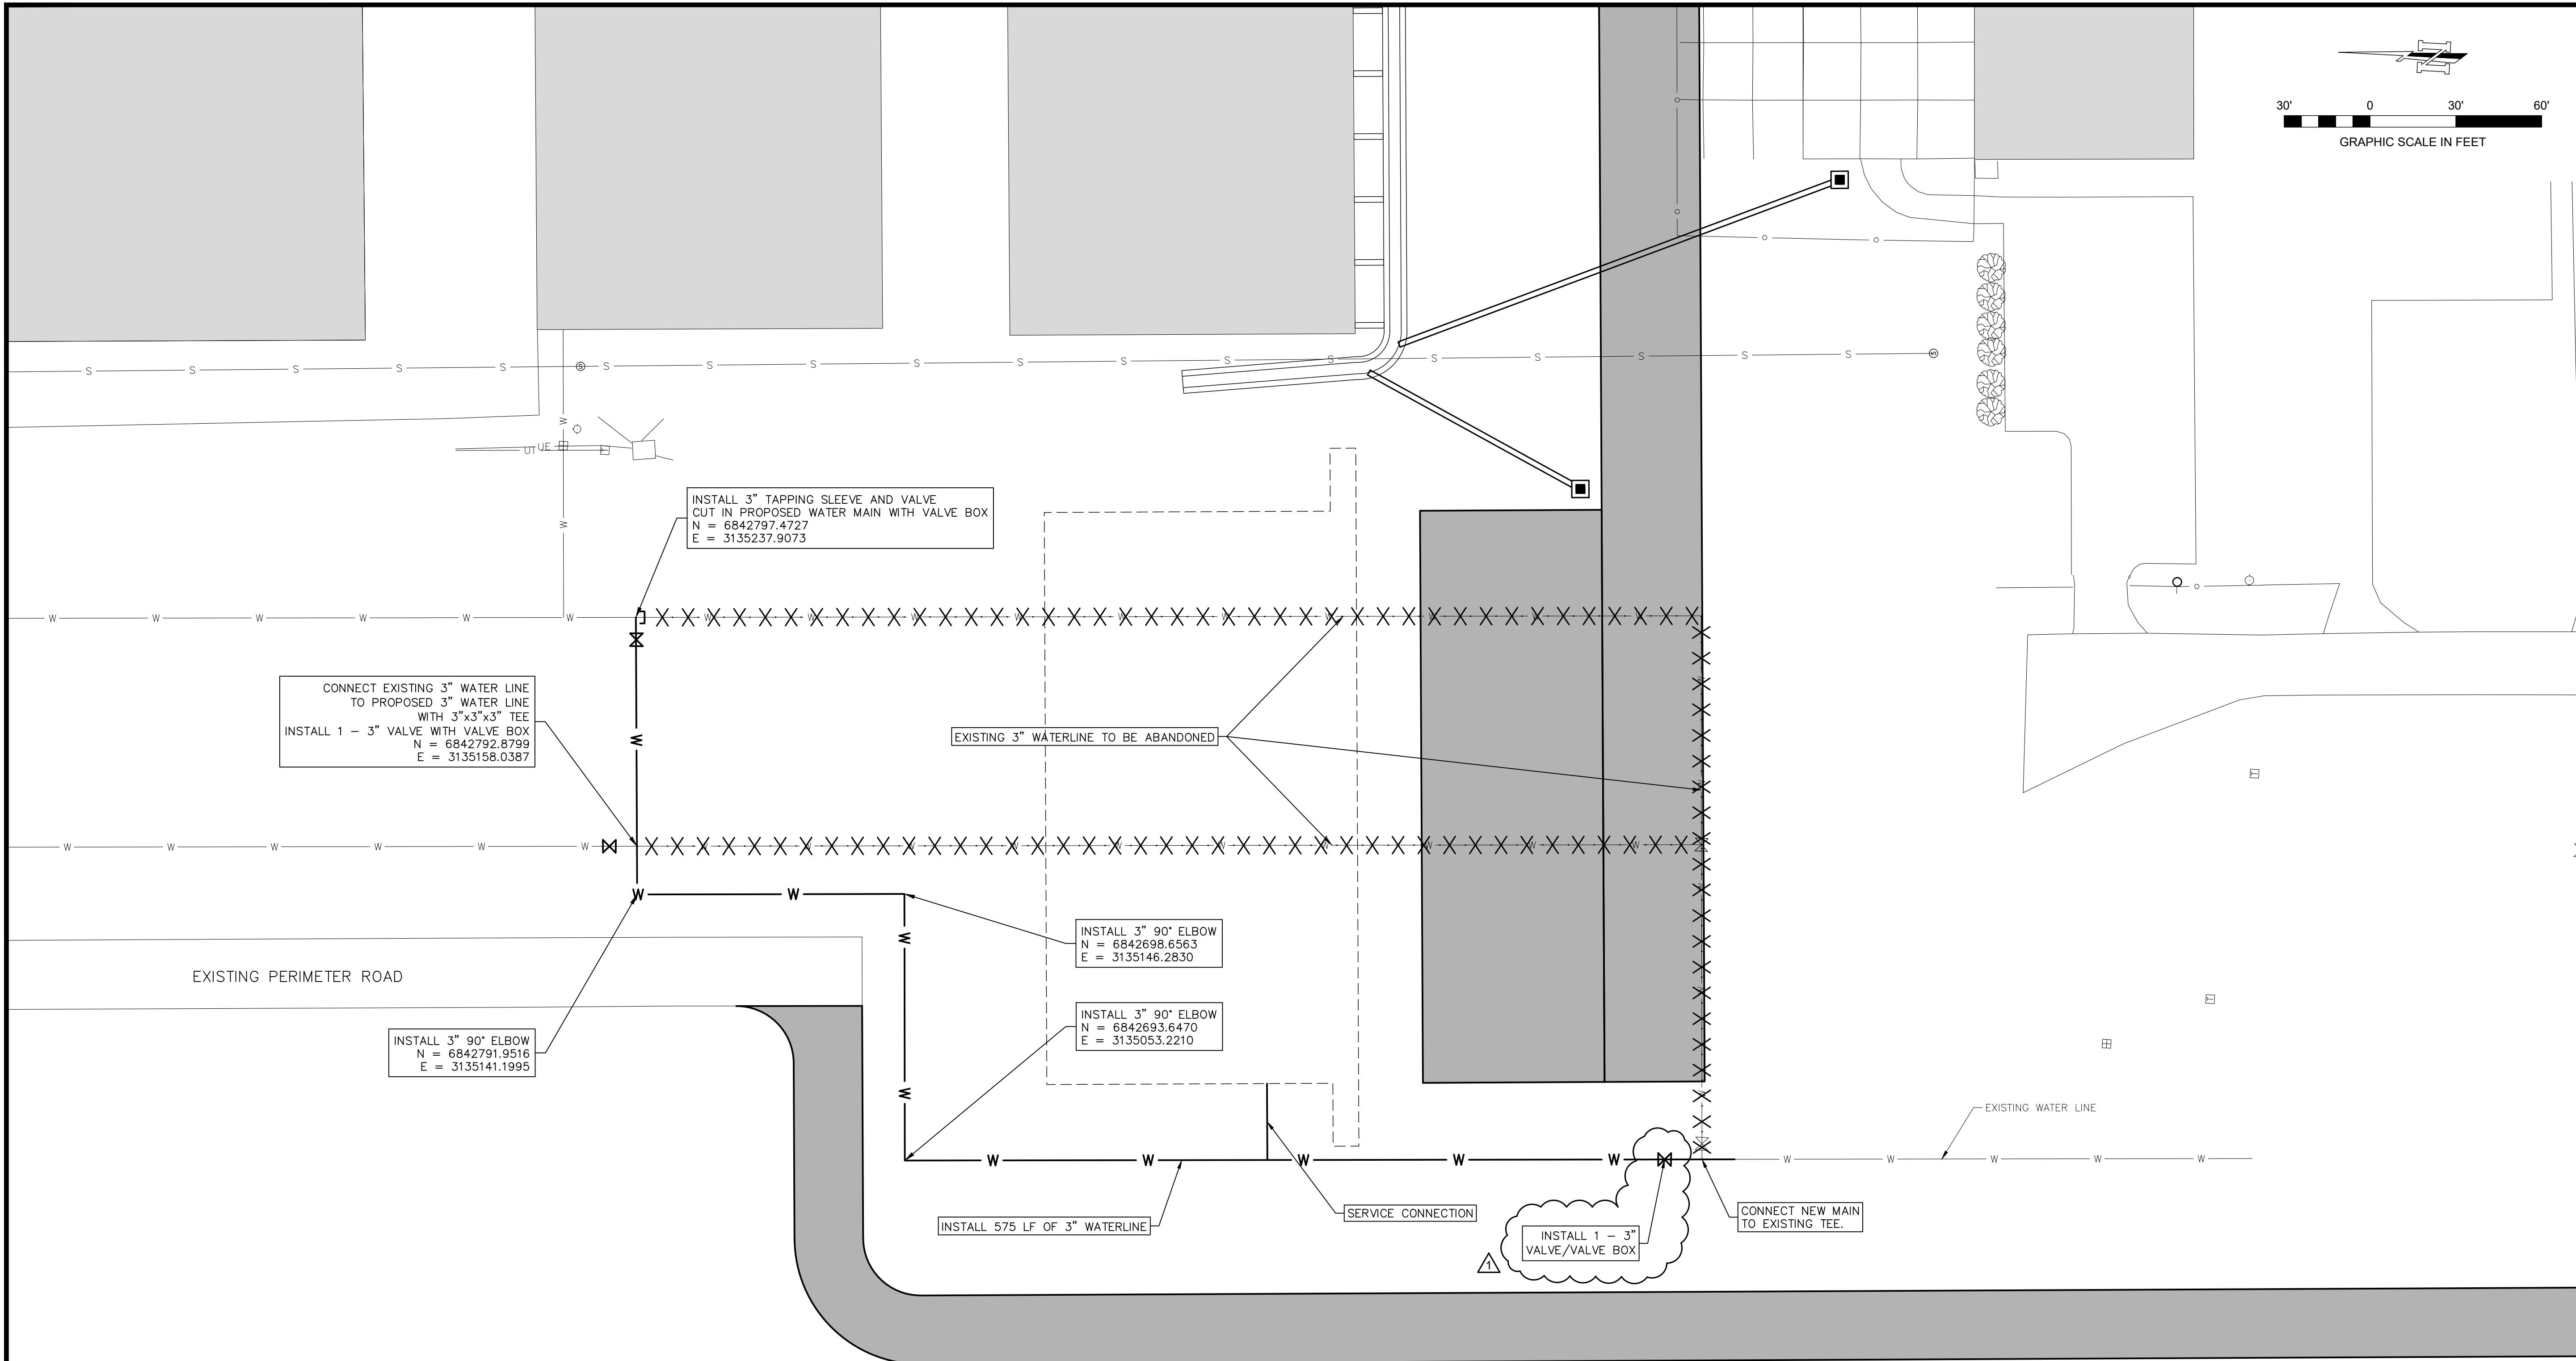 30' 0 30' 60'
GRAPHIC SCALE IN FEET
S S S S S S S S S S S S S S S S S S
S S
W
UT UE T
W
INSTALL 3” TAPPING SLEEVE AND VALVE
CUT IN PROPOSED WATER MAIN WITH VALVE BOX
N = 6842797.4727
E = 3135237.9073
W W W W W W
CONNECT EXISTING 3” WATER LINE
TO PROPOSED 3” WATER LINE
WITH 3”x3”x3” TEE
INSTALL 1 – 3” VALVE WITH VALVE BOX
N = 6842792.8799
E = 3135158.0387
W
EXISTING 3” WATERLINE TO BE ABANDONED
T
W W W W W W
W W
W
INSTALL 3” 90° ELBOW
N = 6842698.6563
E = 3135146.2830
EXISTING PERIMETER ROAD
T
INSTALL 3” 90° ELBOW
N = 6842693.6470
E = 3135053.2210
INSTALL 3” 90° ELBOW
N = 6842791.9516
E = 3135141.1995
W
EXISTING WATER LINE
W W W W W W W W W W
INSTALL 575 LF OF 3” WATERLINE
SERVICE CONNECTION
CONNECT NEW MAIN
TO EXISTING TEE.
INSTALL 1 – 3”
VALVE/VALVE BOX
1